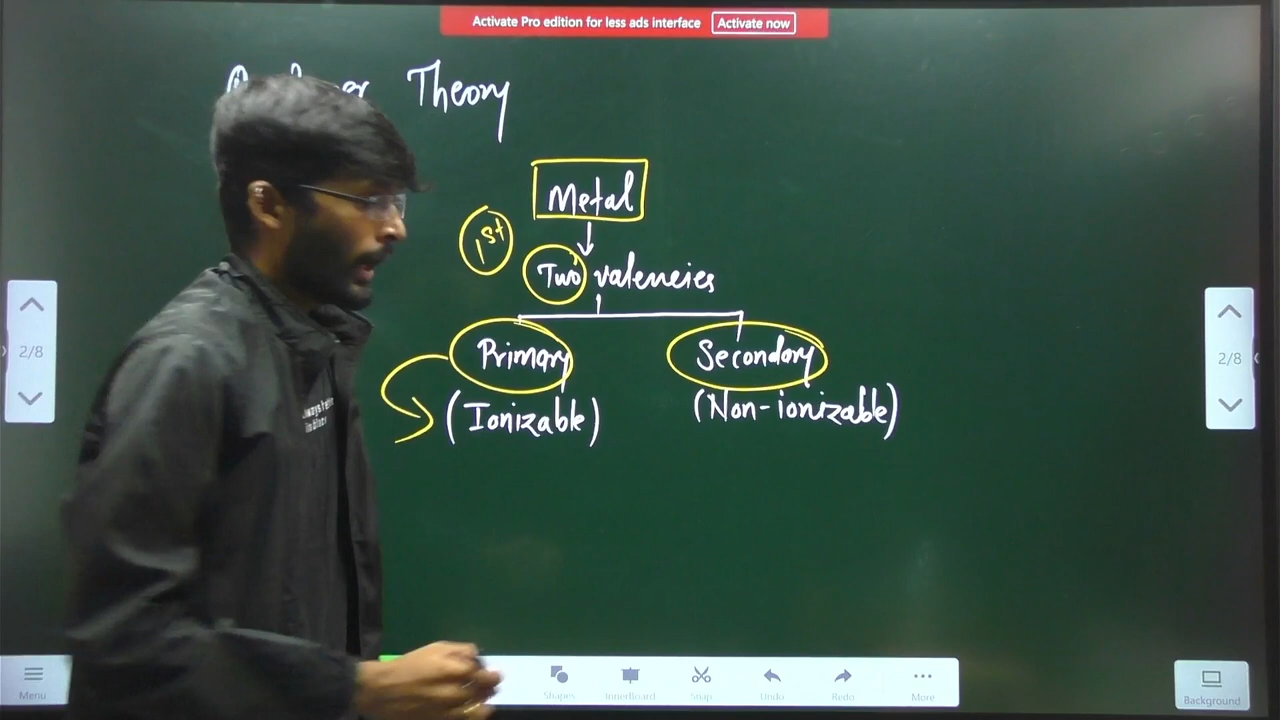 Activate Pro edition for less ads interface Activate now
Theory
Metal
1st
Two valencies
Primary Secondary
(Ionizable) (Non-ionizable)
2/8
2/8
Menu
Shapes InnerBoard Snap Undo Redo More
Background